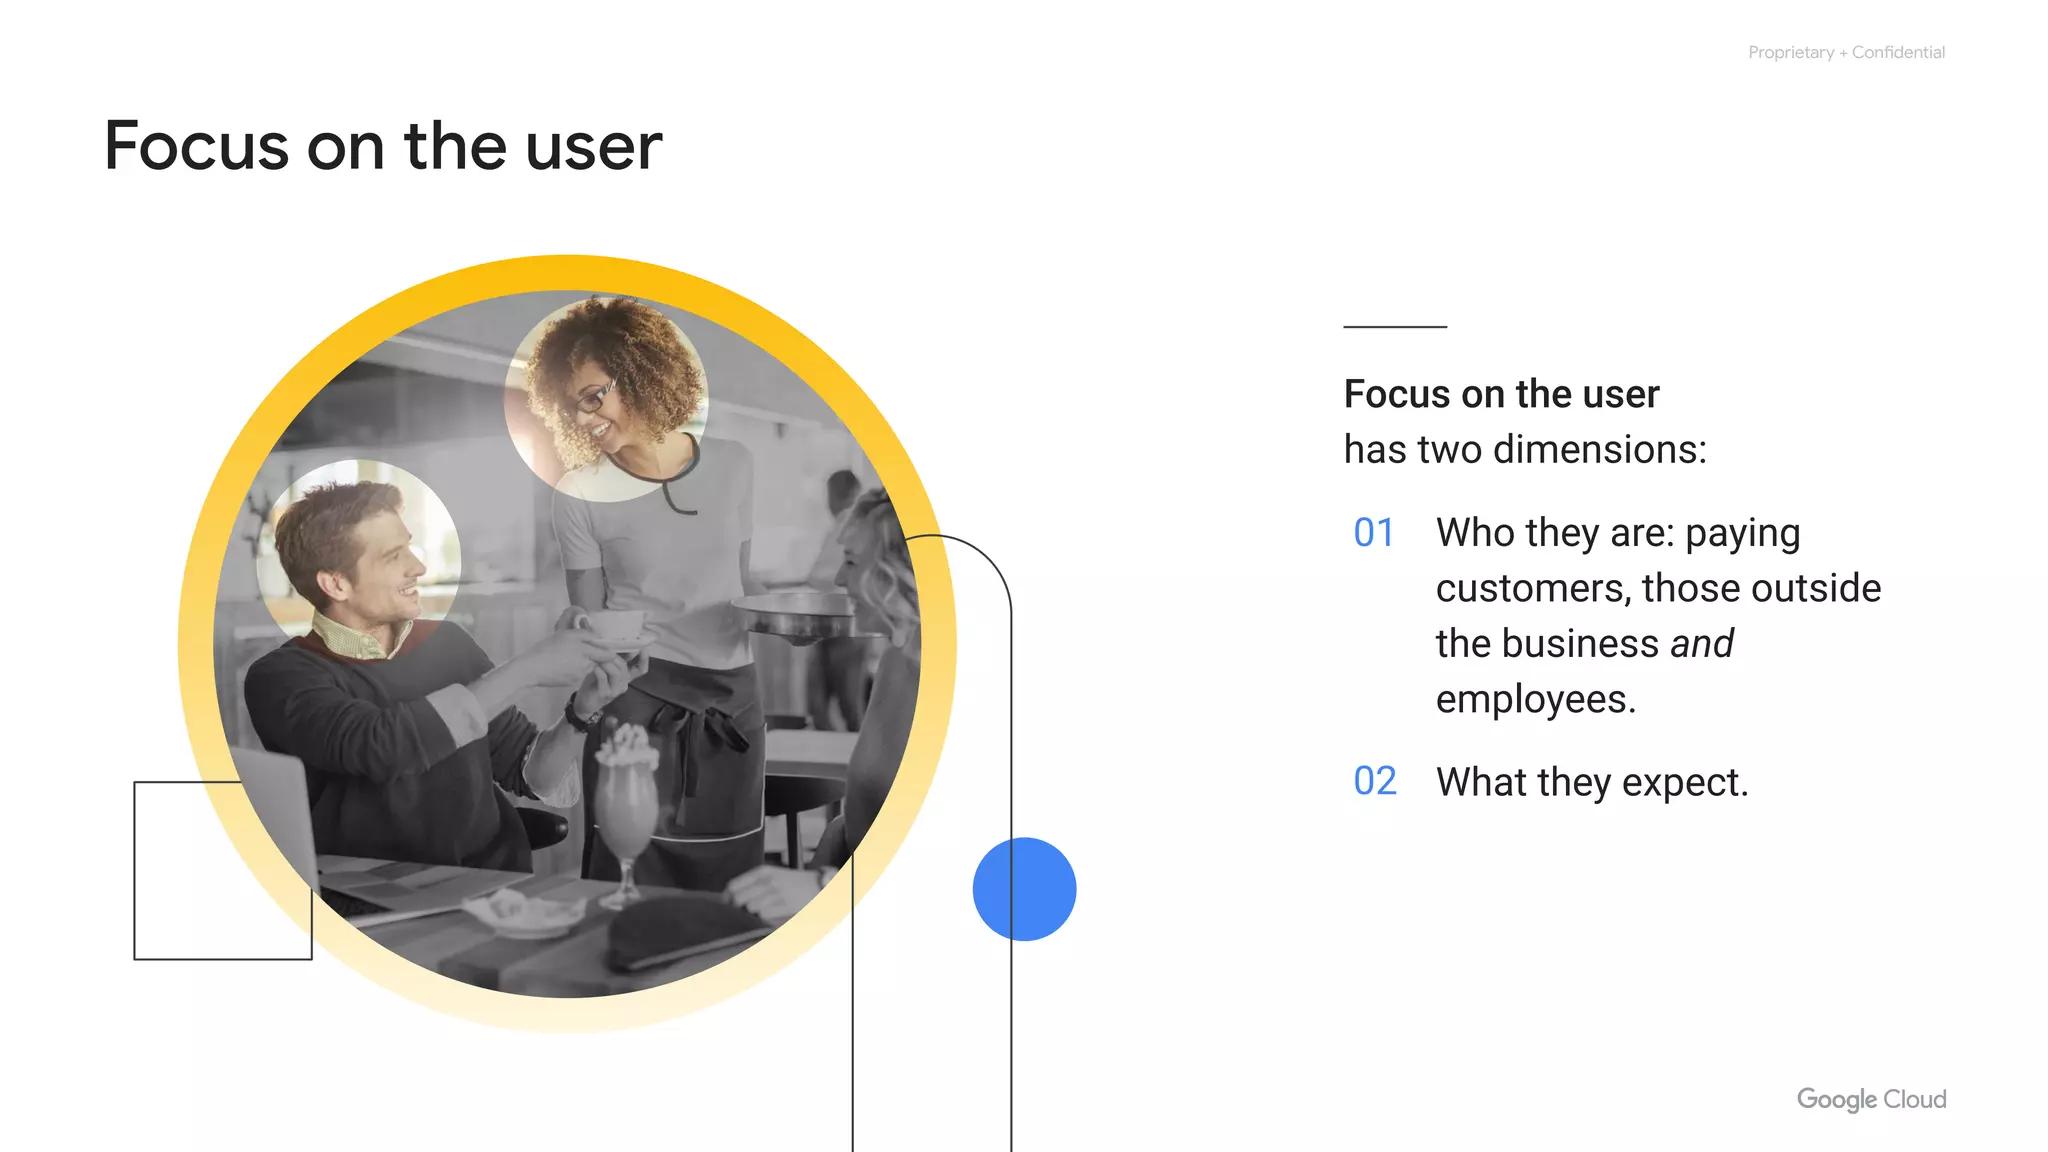 Proprietary + Confidential
Focus on the user
Focus on the user
has two dimensions:
01 Who they are: paying
customers, those outside
the business and
employees.
02 What they expect.
Google Cloud